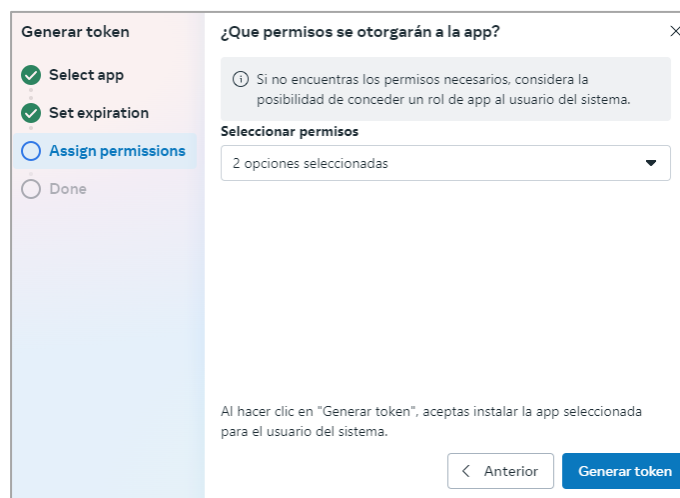 Generar token
Select app
Set expiration
Assign permissions
Done
¿Que permisos se otorgarán a la app?
Si no encuentras los permisos necesarios, considera la
posibilidad de conceder un rol de app al usuario del sistema.
Seleccionar permisos
2 opciones seleccionadas
Al hacer clic en "Generar token", aceptas instalar la app seleccionada
para el usuario del sistema.
Anterior
Generar token